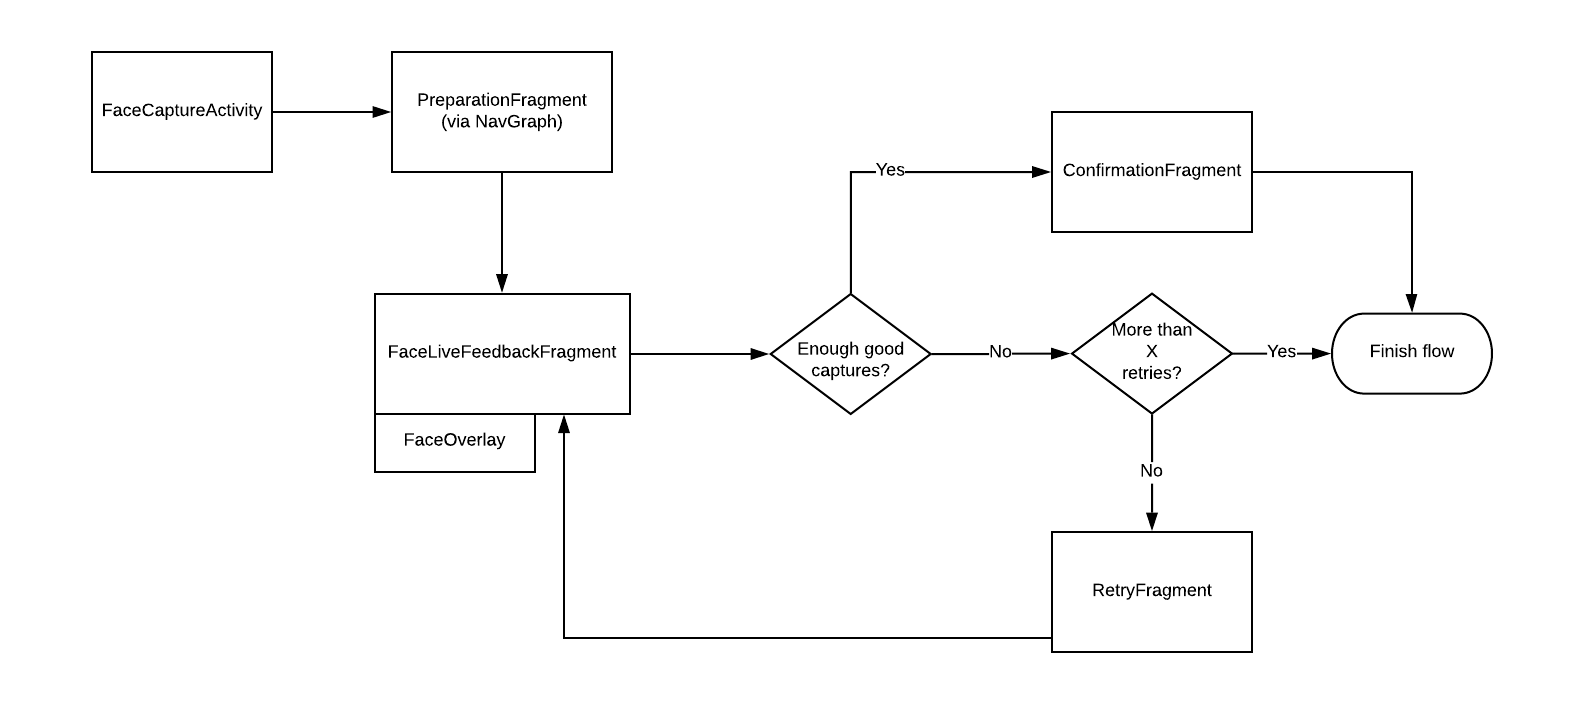 FaceCaptureActivity
PreparationFragment
(via NavGraph)
Yes
ConfirmationFragment
FaceLiveFeedbackFragment
Enough good
captures?
No
More than
X
retries?
Yes
Finish flow
FaceOverlay
No
RetryFragment